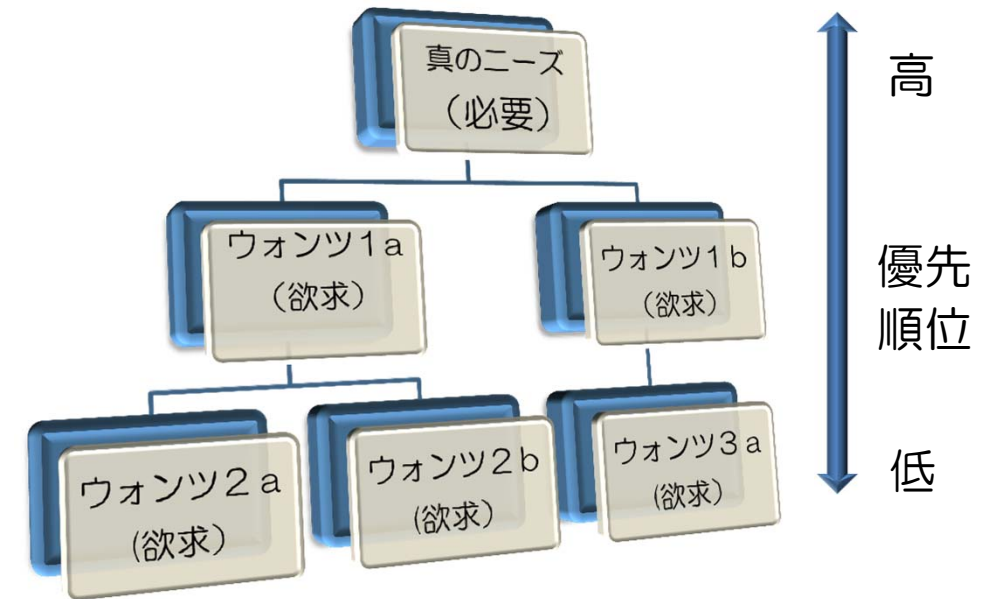 真のニーズ
（必要）
高
ウォンツ１a
（欲求）
ウォンツ１ｂ
（欲求）
優先
順位
ウォンツ２ａ
(欲求）
ウォンツ２ｂ
(欲求）
ウォンツ３ａ
(欲求）
低